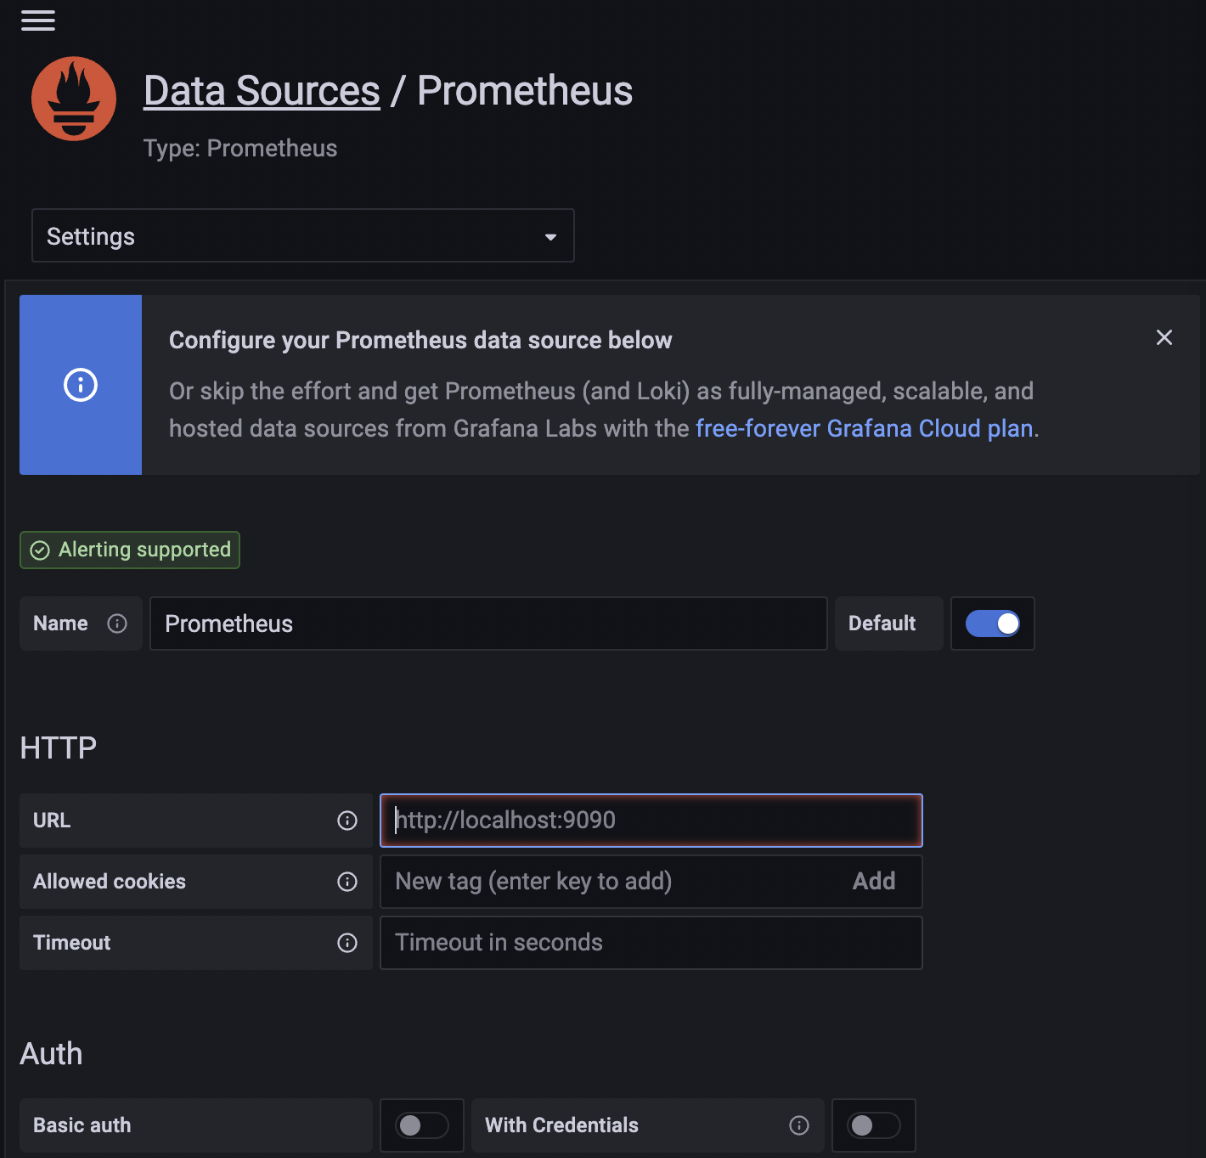 Data Sources / Prometheus
Type: Prometheus
Settings
Configure your Prometheus data source below
Or skip the effort and get Prometheus (and Loki) as fully-managed, scalable, and
hosted data sources from Grafana Labs with the free-forever Grafana Cloud plan.
Alerting supported
Name Prometheus Default
HTTP
URL http://localhost:9090
Allowed cookies New tag (enter key to add) Add
Timeout Timeout in seconds
Auth
Basic auth With Credentials